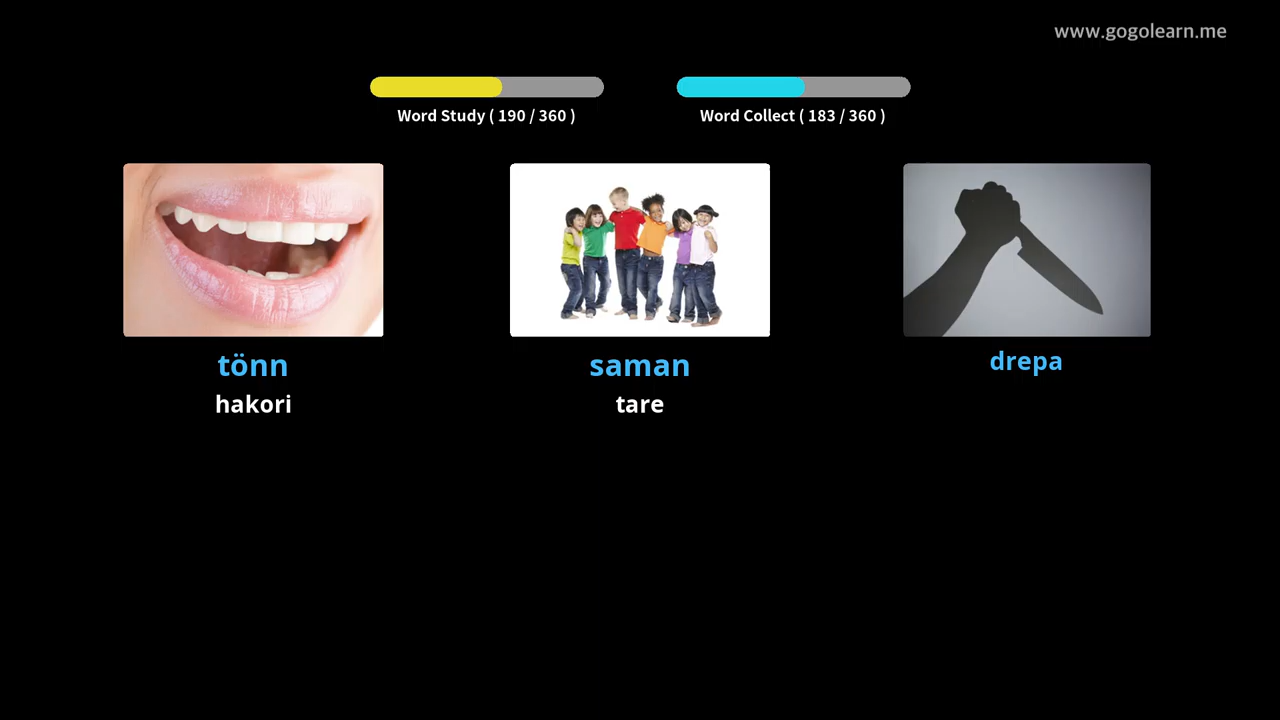 www.gogolearn.me
Word Study ( 190 / 360 )
Word Collect ( 183 / 360 )
tönn
saman
drepa
hakori
tare